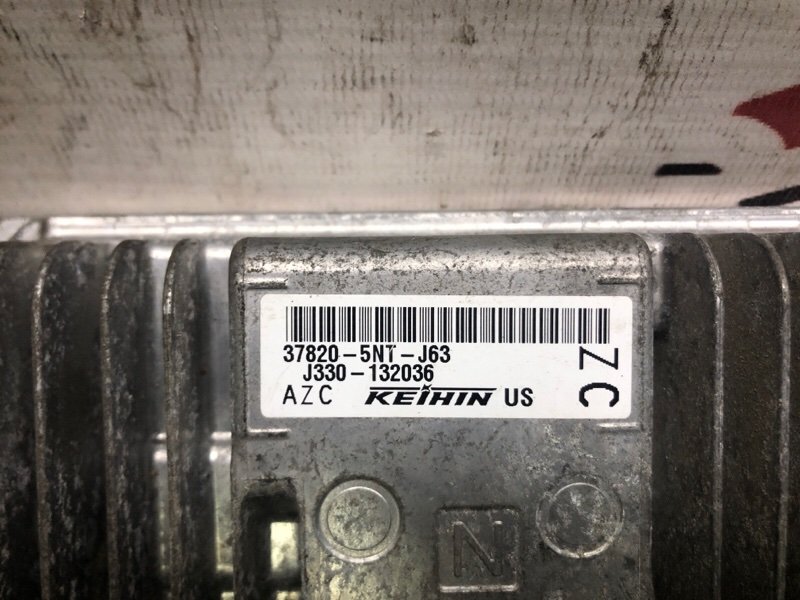 37820-5NT-J63
J330-132036
AZC KEIHIN US
ZC
N